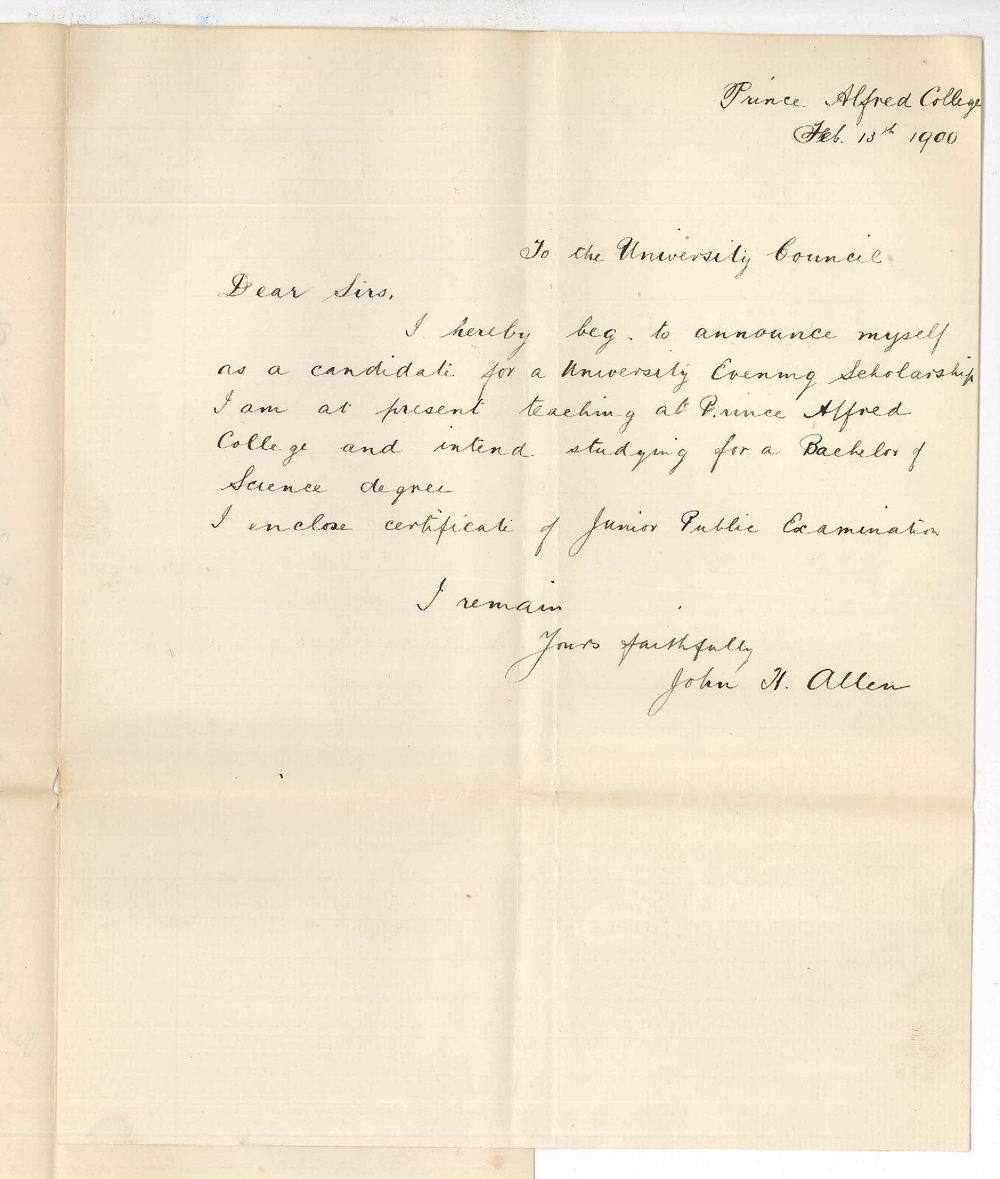 Prince Alfred College
Feb. 13th 1900
To the University Council
Dear Sirs,
I hereby beg to announce myself
as a candidate for a University Evening Scholarship
I am at present teaching at Prince Alfred
College and intend studying for a Bachelor of
Science degree
I enclose certificate of Junior Public Examination
I remain
Yours faithfully
John H. Allen